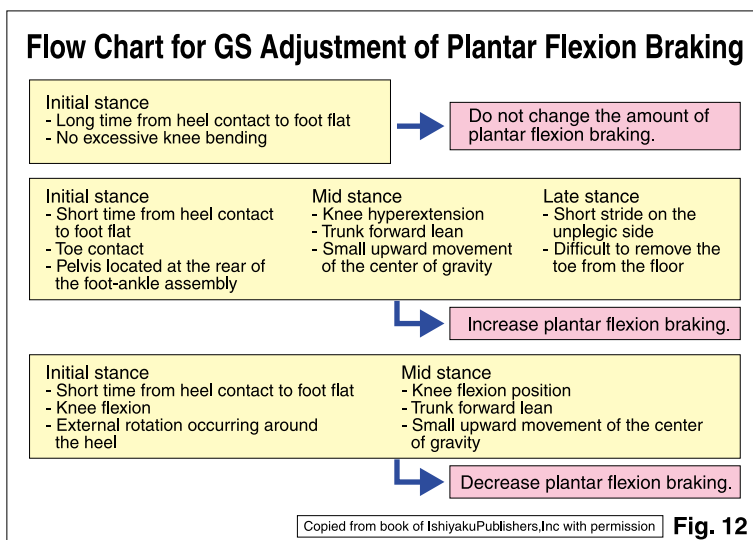 Flow Chart for GS Adjustment of Plantar Flexion Braking
Initial stance
- Long time from heel contact to foot flat
- No excessive knee bending
Do not change the amount of
plantar flexion braking.
Initial stance
- Short time from heel contact
to foot flat
- Toe contact
- Pelvis located at the rear of
the foot-ankle assembly
Mid stance
- Knee hyperextension
- Trunk forward lean
- Small upward movement
of the center of gravity
Late stance
- Short stride on the
unplegic side
- Difficult to remove the
toe from the floor
Increase plantar flexion braking.
Initial stance
- Short time from heel contact to foot flat
- Knee flexion
- External rotation occurring around
the heel
Mid stance
- Knee flexion position
- Trunk forward lean
- Small upward movement of the center
of gravity
Decrease plantar flexion braking.
Copied from book of IshiyakuPublishers,Inc with permission
Fig. 12